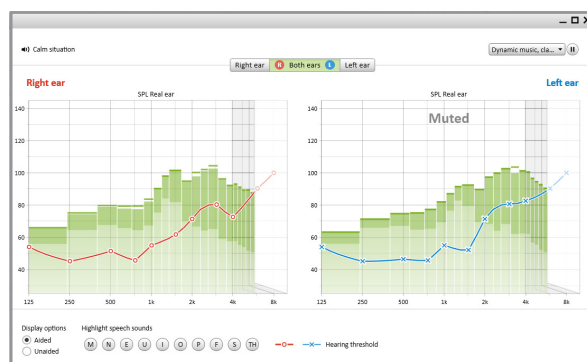 Calm situation
Dynamic music, cla...
Right ear R Both ears L Left ear
Right ear
Left ear
SPL Real ear
SPL Real ear
Muted
140
120
100
80
60
40
125 250 500 1k 2k 4k 8k
140
120
100
80
60
40
125 250 500 1k 2k 4k 8k
Display options
Highlight speech sounds
Aided
M N E U I O P F S TH
Hearing threshold
Unaided